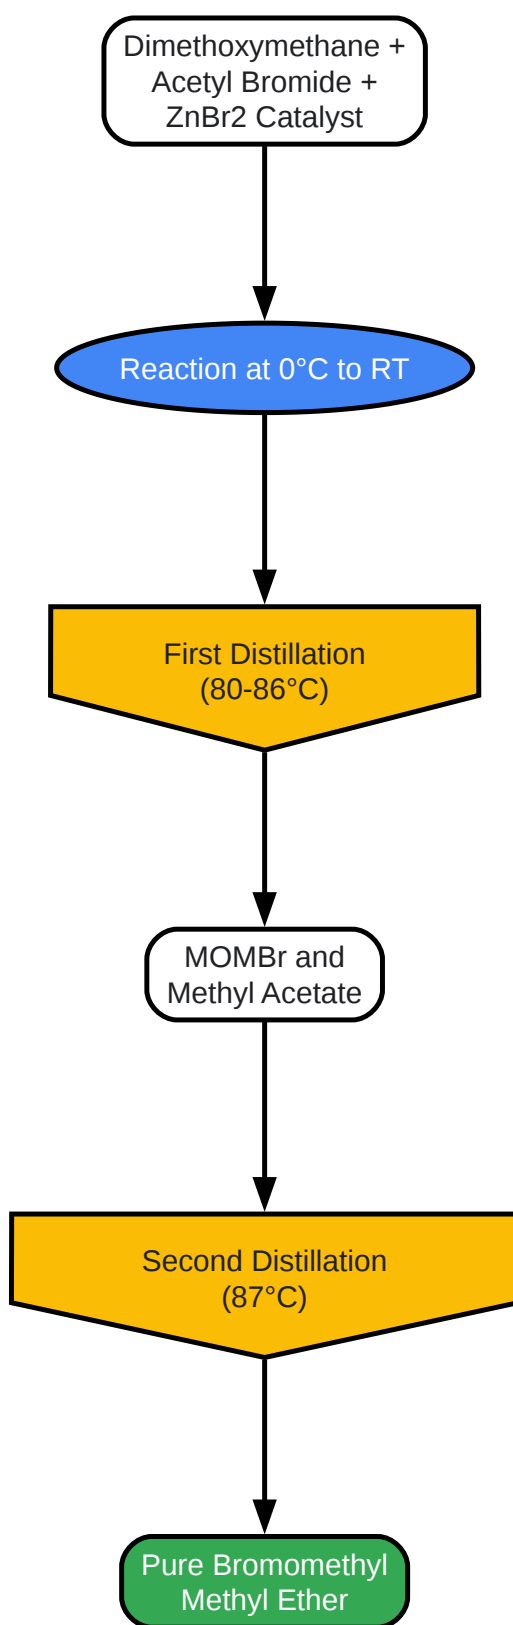 Dimethoxymethane +
Acetyl Bromide +
ZnBr2 Catalyst
Reaction at 0°C to RT
First Distillation
(80-86°C)
MOMBr and
Methyl Acetate
Second Distillation
(87°C)
Pure Bromomethyl
Methyl Ether